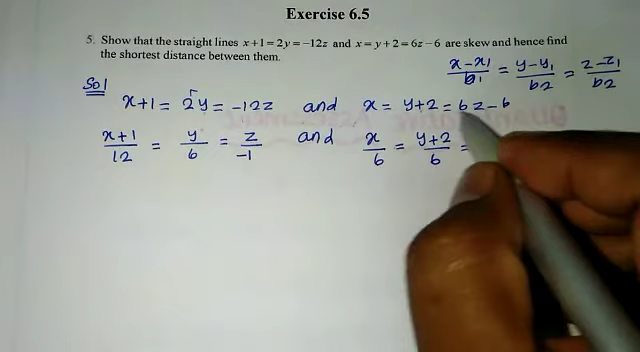 Exercise 6.5
5. Show that the straight lines x+1=2y=−12z and x=y+2=6z−6 are skew and hence find
the shortest distance between them.
(x−x1)/b1 = (y−y1)/b2 = (z−z1)/b2
Sol
x+1 = 2y = −12z and x = y+2 = 6z−6
(x+1)/12 = y/6 = z/−1 and x/6 = (y+2)/6 =